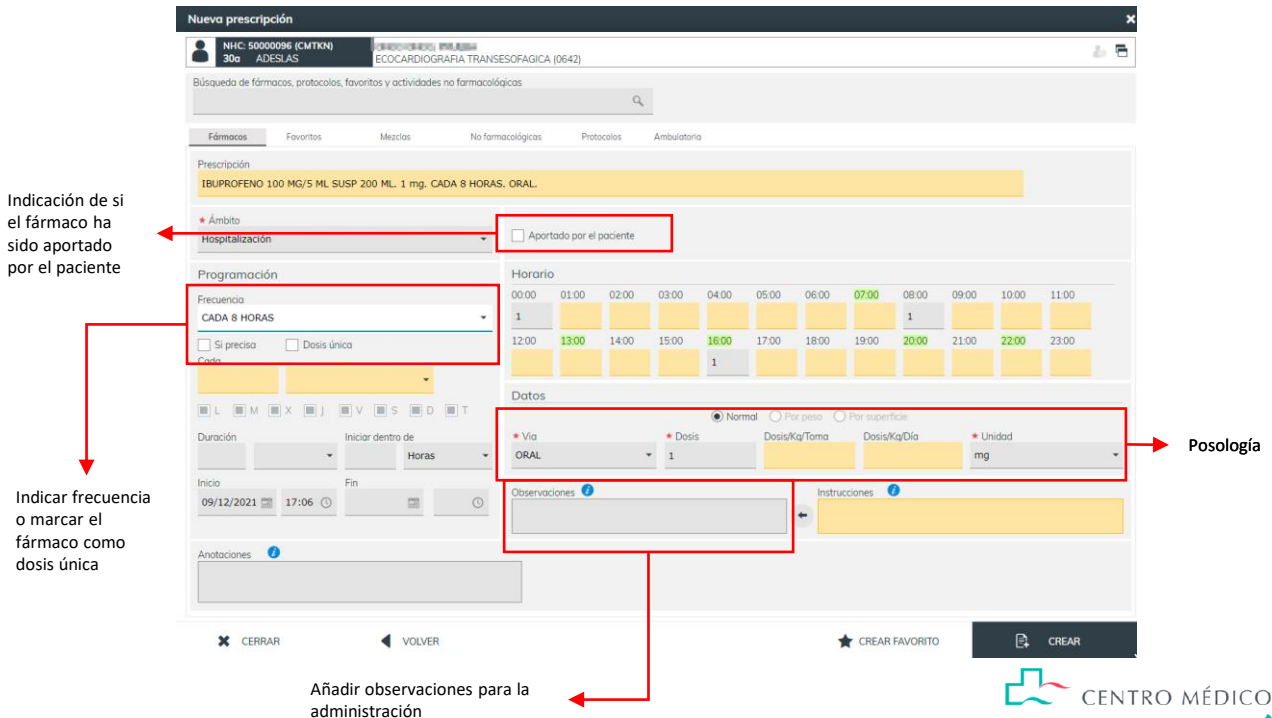 Nueva prescripción
NHC: 50000096 (CMTKN)
30a ADESLAS
ECOCARDIOGRAFIA TRANSESOFAGICA (0642)
Búsqueda de fármacos, protocolos, favoritos y actividades no farmacológicas
Fármacos Favoritos Mezclas No farmacológicas Protocolos Ambulatoria
Prescripción
IBUPROFENO 100 MG/5 ML SUSP 200 ML. 1 mg. CADA 8 HORAS. ORAL.
Indicación de si
el fármaco ha
sido aportado
por el paciente
* Ámbito
Hospitalización
Aportado por el paciente
Programación
Frecuencia
CADA 8 HORAS
Si precisa Dosis única
Cada
L M X J V S D T
Duración Iniciar dentro de
Horas
Inicio Fin
09/12/2021 17:06
Horario
00:00 01:00 02:00 03:00 04:00 05:00 06:00 07:00 08:00 09:00 10:00 11:00
1 1
12:00 13:00 14:00 15:00 16:00 17:00 18:00 19:00 20:00 21:00 22:00 23:00
1
Datos
Normal Por peso Por superficie
* Via * Dosis Dosis/Kg/Toma Dosis/Kg/Día * Unidad
ORAL 1 mg
Posología
Observaciones Instrucciones
Indicar frecuencia
o marcar el
fármaco como
dosis única
Anotaciones
CERRAR VOLVER CREAR FAVORITO CREAR
Añadir observaciones para la
administración
CENTRO MÉDICO